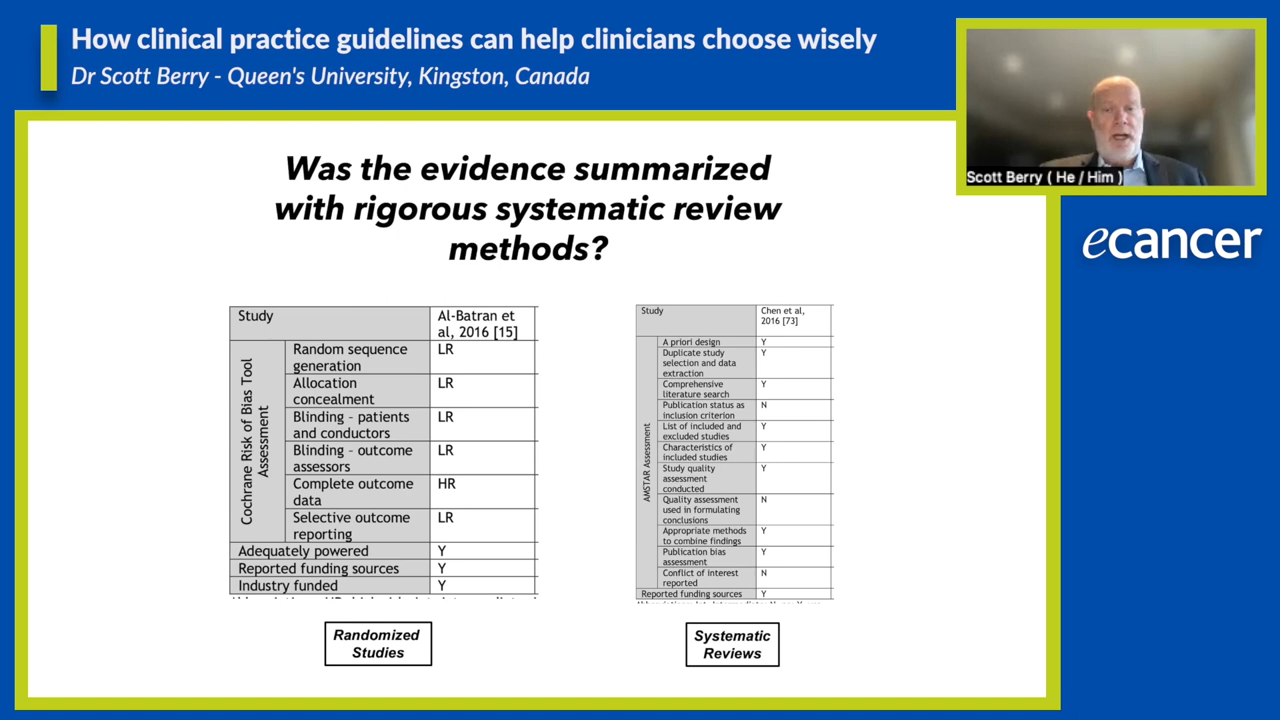 How clinical practice guidelines can help clinicians choose wisely
Dr Scott Berry - Queen's University, Kingston, Canada
Scott Berry ( He / Him )
ecancer
Was the evidence summarized
with rigorous systematic review
methods?
Study
Al-Batran et
al, 2016 [15]
Cochrane Risk of Bias Tool
Assessment
Random sequence
generation
LR
Allocation
concealment
LR
Blinding – patients
and conductors
LR
Blinding – outcome
assessors
LR
Complete outcome
data
HR
Selective outcome
reporting
LR
Adequately powered
Y
Reported funding sources
Y
Industry funded
Y
Randomized
Studies
Study
Chen et al,
2016 [73]
AMSTAR Assessment
A priori design
Y
Duplicate study
selection and data
extraction
Y
Comprehensive
literature search
Y
Publication status as
inclusion criterion
N
List of included and
excluded studies
Y
Characteristics of
included studies
Y
Study quality
assessment
conducted
Y
Quality assessment
used in formulating
conclusions
N
Appropriate methods
to combine findings
Y
Publication bias
assessment
Y
Conflict of interest
reported
N
Reported funding sources
Y
Systematic
Reviews